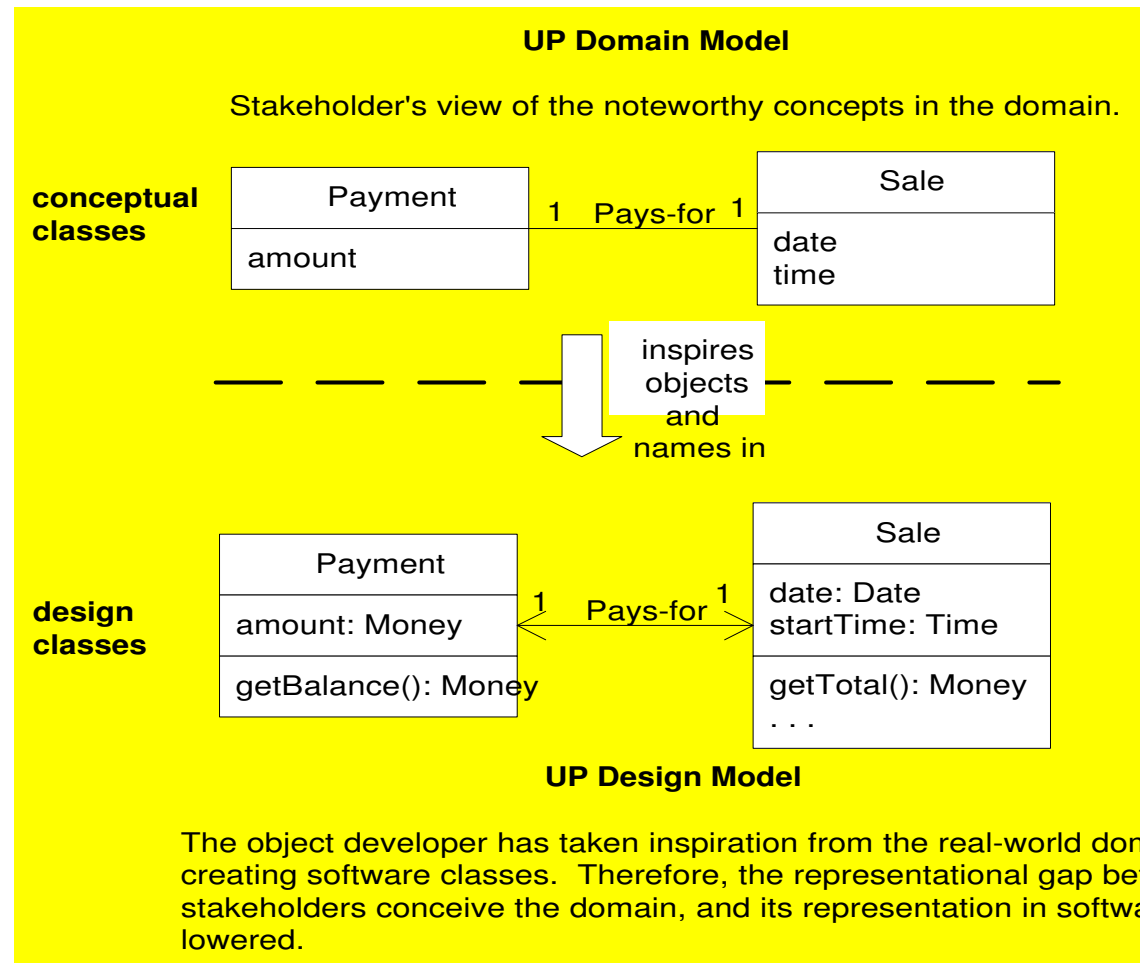 UP Domain Model
Stakeholder's view of the noteworthy concepts in the domain.
conceptual
classes
Payment
amount
1 Pays-for 1
Sale
date
time
inspires
objects
and
names in
design
classes
Payment
amount: Money
getBalance(): Money
1 Pays-for 1
Sale
date: Date
startTime: Time
getTotal(): Money
. . .
UP Design Model
The object developer has taken inspiration from the real-world
creating software classes. Therefore, the representational gap
stakeholders conceive the domain, and its representation in
lowered.